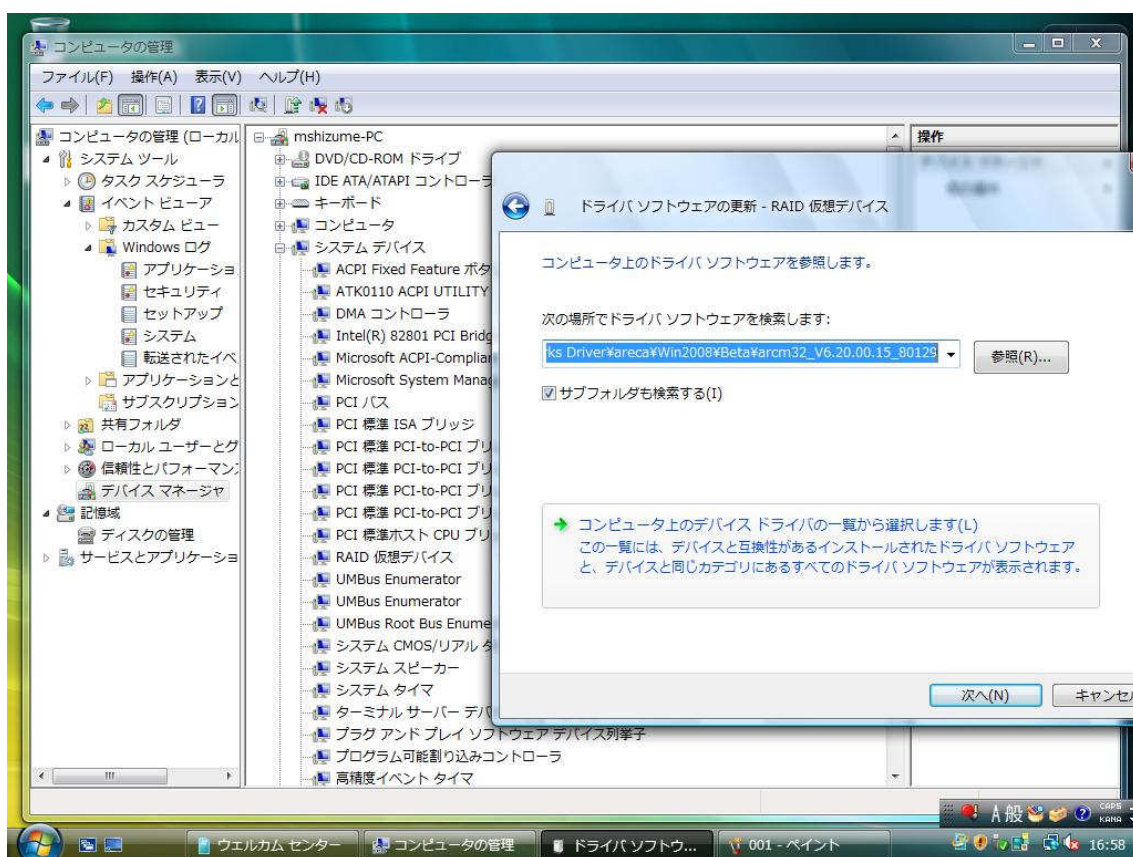 コンピュータの管理
ファイル(F) 操作(A) 表示(V) ヘルプ(H)
コンピュータの管理 (ローカル
システム ツール
タスク スケジューラ
イベント ビューア
カスタム ビュー
Windows ログ
アプリケーショ
セキュリティ
セットアップ
システム
転送されたイベ
アプリケーションと
サブスクリプション
共有フォルダ
ローカル ユーザーとグ
信頼性とパフォーマン
デバイス マネージャ
記憶域
ディスクの管理
サービスとアプリケーショ
mshizume-PC
DVD/CD-ROM ドライブ
IDE ATA/ATAPI コントローラ
キーボード
コンピュータ
システム デバイス
ACPI Fixed Feature ボタ
ATK0110 ACPI UTILITY
DMA コントローラ
Intel(R) 82801 PCI Bridg
Microsoft ACPI-Complian
Microsoft System Manag
PCI バス
PCI 標準 ISA ブリッジ
PCI 標準 PCI-to-PCI ブリ
PCI 標準 PCI-to-PCI ブリ
PCI 標準 PCI-to-PCI ブリ
PCI 標準 PCI-to-PCI ブリ
PCI 標準ホスト CPU ブリ
RAID 仮想デバイス
UMBus Enumerator
UMBus Enumerator
UMBus Root Bus Enume
システム CMOS/リアル タ
システム スピーカー
システム タイマ
ターミナル サーバー デバ
プラグ アンド プレイ ソフトウェア デバイス列挙子
プログラム可能割り込みコントローラ
高精度イベント タイマ
操作
ドライバ ソフトウェアの更新 - RAID 仮想デバイス
コンピュータ上のドライバ ソフトウェアを参照します。
次の場所でドライバ ソフトウェアを検索します:
ks Driver¥areca¥Win2008¥Beta¥arcm32_V6.20.00.15_80129
参照(R)...
サブフォルダも検索する(I)
コンピュータ上のデバイス ドライバの一覧から選択します(L)
この一覧には、デバイスと互換性があるインストールされたドライバ ソフトウェア
と、デバイスと同じカテゴリにあるすべてのドライバ ソフトウェアが表示されます。
次へ(N)
キャンセル
A 般
CAPS
KANA
ウエルカム センター
コンピュータの管理
ドライバ ソフトウ...
001 - ペイント
16:58